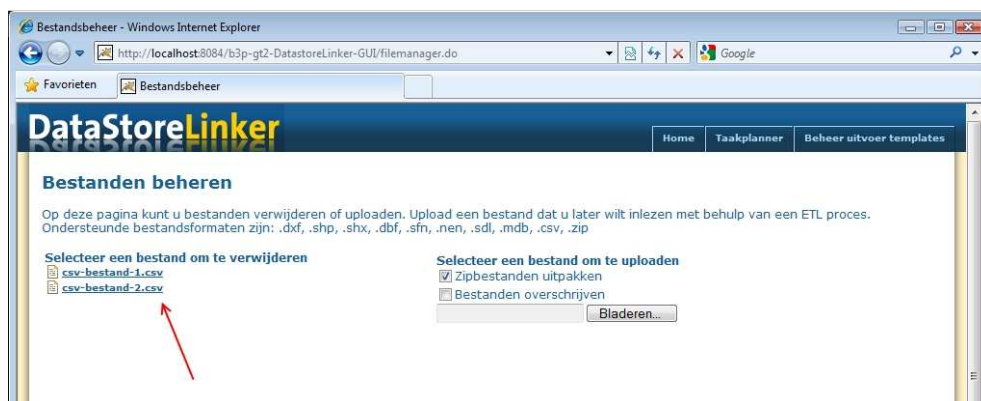 Bestandsbeheer - Windows Internet Explorer
http://localhost:8084/b3p-gt2-DatastoreLinker-GUI/filemanager.do
Google
Favorieten
Bestandsbeheer
DataStoreLinker
Home
Taakplanner
Beheer uitvoer templates
Bestanden beheren
Op deze pagina kunt u bestanden verwijderen of uploaden. Upload een bestand dat u later wilt inlezen met behulp van een ETL proces.
Ondersteunde bestandsformaten zijn: .dxf, .shp, .shx, .dbf, .sfn, .nen, .sdl, .mdb, .csv, .zip
Selecteer een bestand om te verwijderen
csv-bestand-1.csv
csv-bestand-2.csv
Selecteer een bestand om te uploaden
Zipbestanden uitpakken
Bestanden overschrijven
Bladeren...